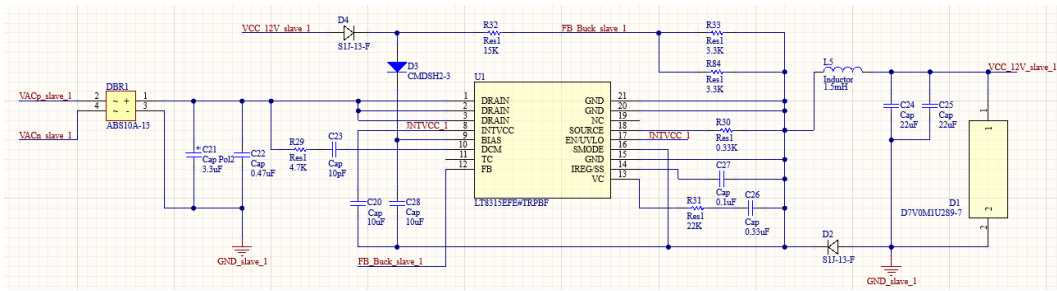 VCC_12V_slave_1
D4
S1J-13-F
R32
Res1
15K
FB_Buck_slave_1
R33
Res1
3.3K
D3
CMDSH2-3
R84
Res1
3.3K
L5
Inductor
1.5mH
VCC_12V_slave_1
DBR1
VACp_slave_1
2
4
~ +
~ -
1
3
VACn_slave_1
ABS10A-13
U1
1
2
3
8
9
10
11
12
DRAIN
DRAIN
DRAIN
INTVCC
BIAS
DCM
TC
FB
GND
GND
NC
SOURCE
EN/UVLO
SMODE
GND
IREG/SS
VC
21
20
19
18
17
16
15
14
13
LT8315EFE#TRPBF
INTVCC_1
INTVCC_1
R30
Res1
0.33K
C24
Cap
22uF
C25
Cap
22uF
C21
Cap Pol2
3.3uF
C22
Cap
0.47uF
R29
Res1
4.7K
C23
Cap
10pF
C27
Cap
0.1uF
R31
Res1
22K
C26
Cap
0.33uF
C20
Cap
10uF
C28
Cap
10uF
1
1
D1
2
2
D7V0M1U2S9-7
D2
S1J-13-F
GND_slave_1
FB_Buck_slave_1
GND_slave_1